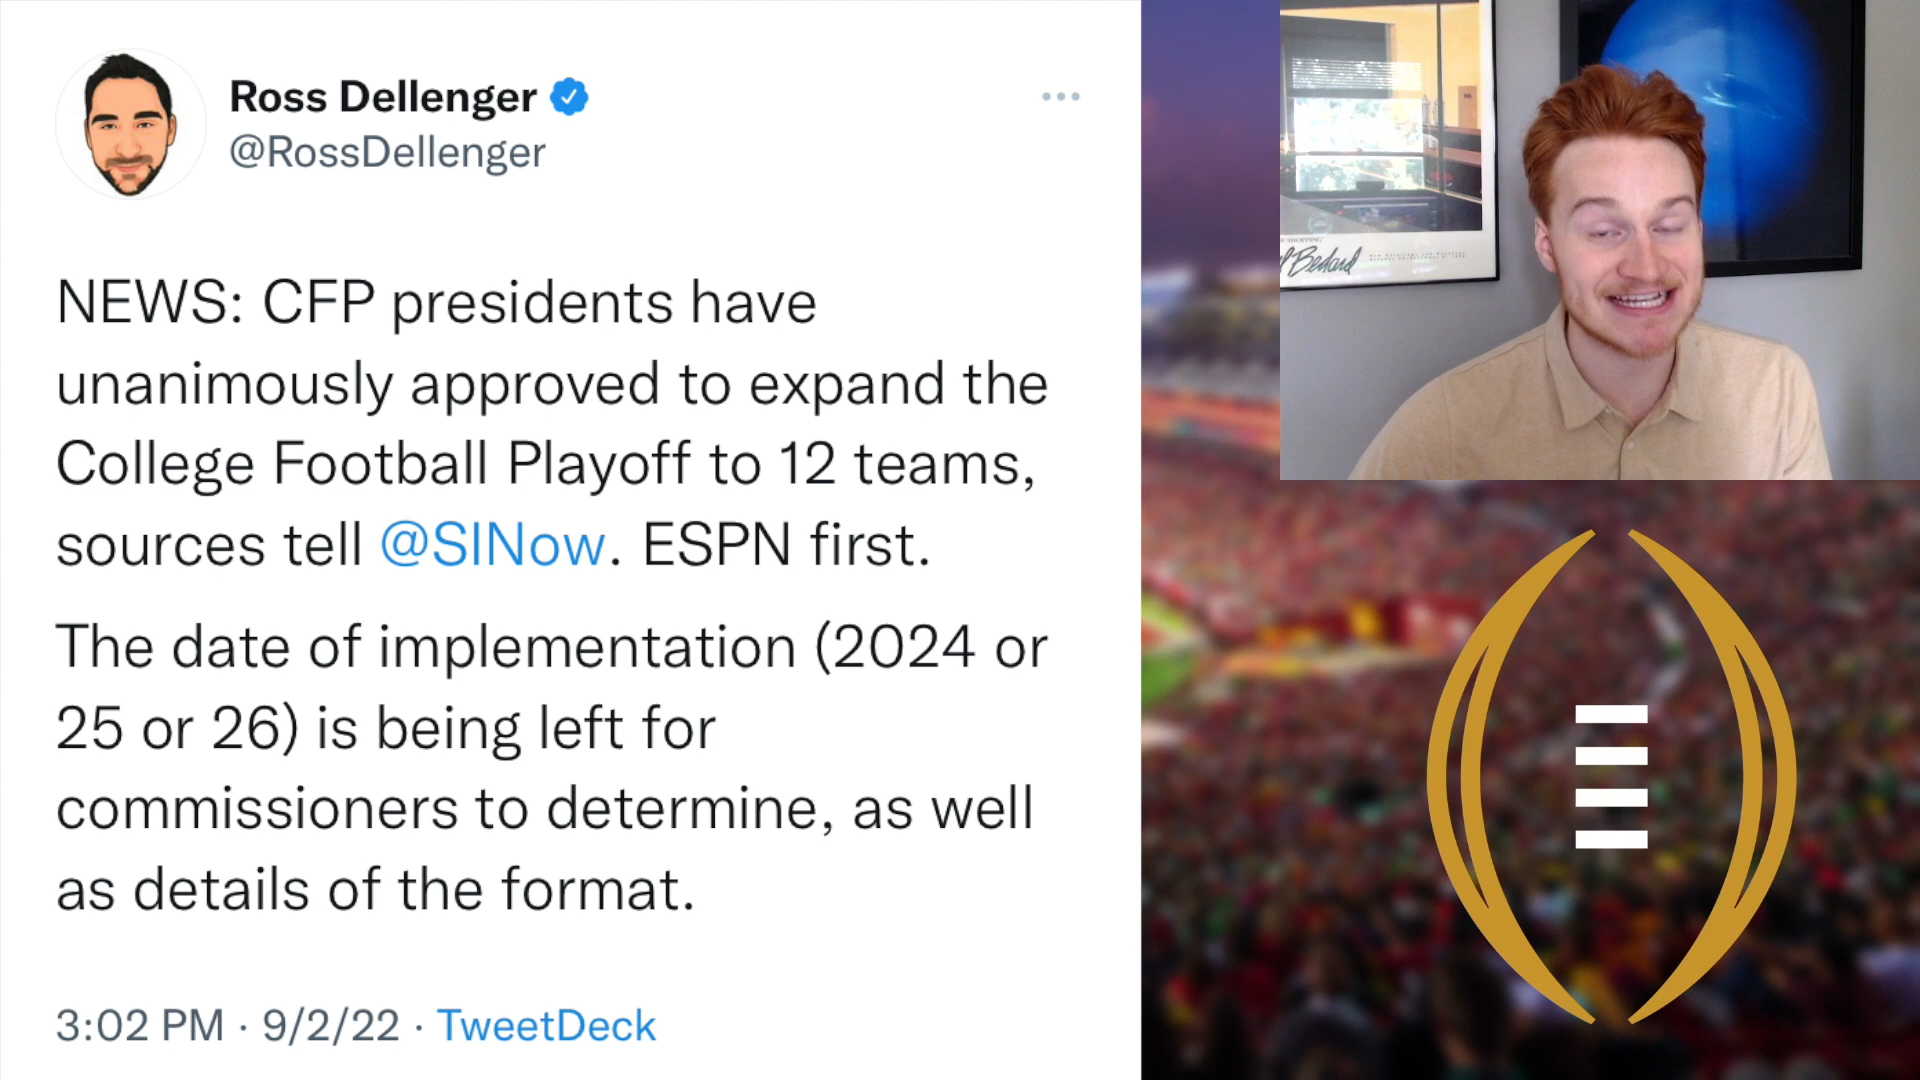 Ross Dellenger
@RossDellenger
NEWS: CFP presidents have
unanimously approved to expand the
College Football Playoff to 12 teams,
sources tell @SINow. ESPN first.
The date of implementation (2024 or
25 or 26) is being left for
commissioners to determine, as well
as details of the format.
3:02 PM · 9/2/22 · TweetDeck
Bedard